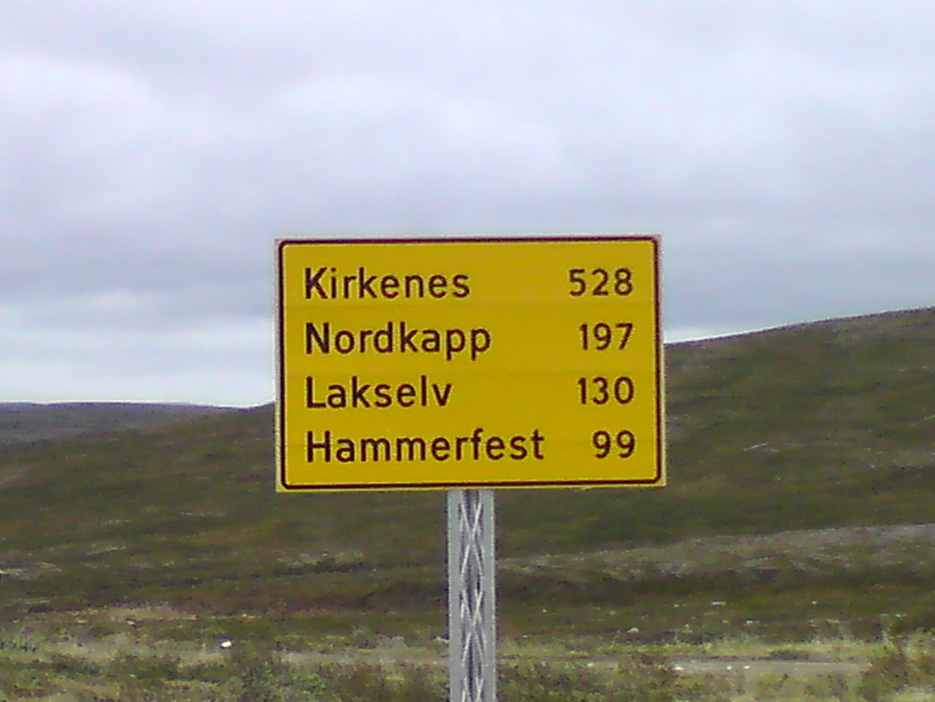 Kirkenes 528
Nordkapp 197
Lakselv 130
Hammerfest 99